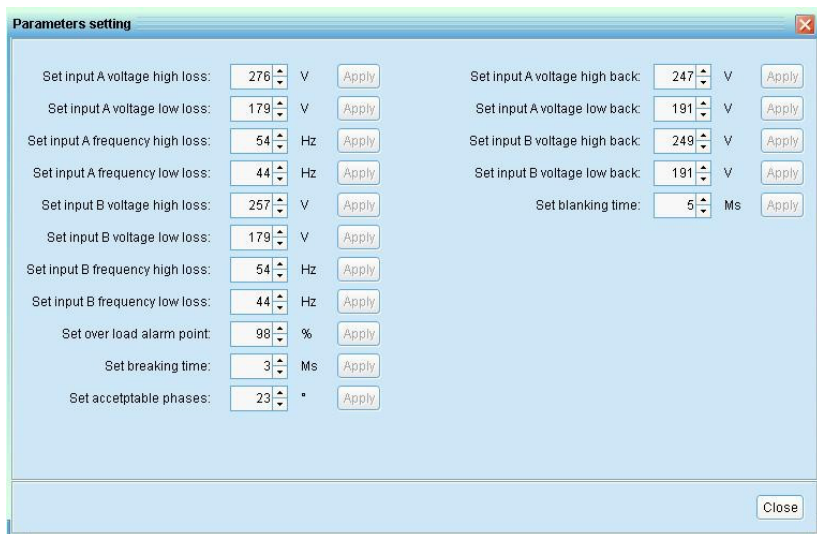 Parameters setting
Set input A voltage high loss: 276 V Apply
Set input A voltage low loss: 179 V Apply
Set input A frequency high loss: 54 Hz Apply
Set input A frequency low loss: 44 Hz Apply
Set input B voltage high loss: 257 V Apply
Set input B voltage low loss: 179 V Apply
Set input B frequency high loss: 54 Hz Apply
Set input B frequency low loss: 44 Hz Apply
Set over load alarm point: 98 % Apply
Set breaking time: 3 Ms Apply
Set accetptable phases: 23 ° Apply
Set input A voltage high back: 247 V Apply
Set input A voltage low back: 191 V Apply
Set input B voltage high back: 249 V Apply
Set input B voltage low back: 191 V Apply
Set blanking time: 5 Ms Apply
Close